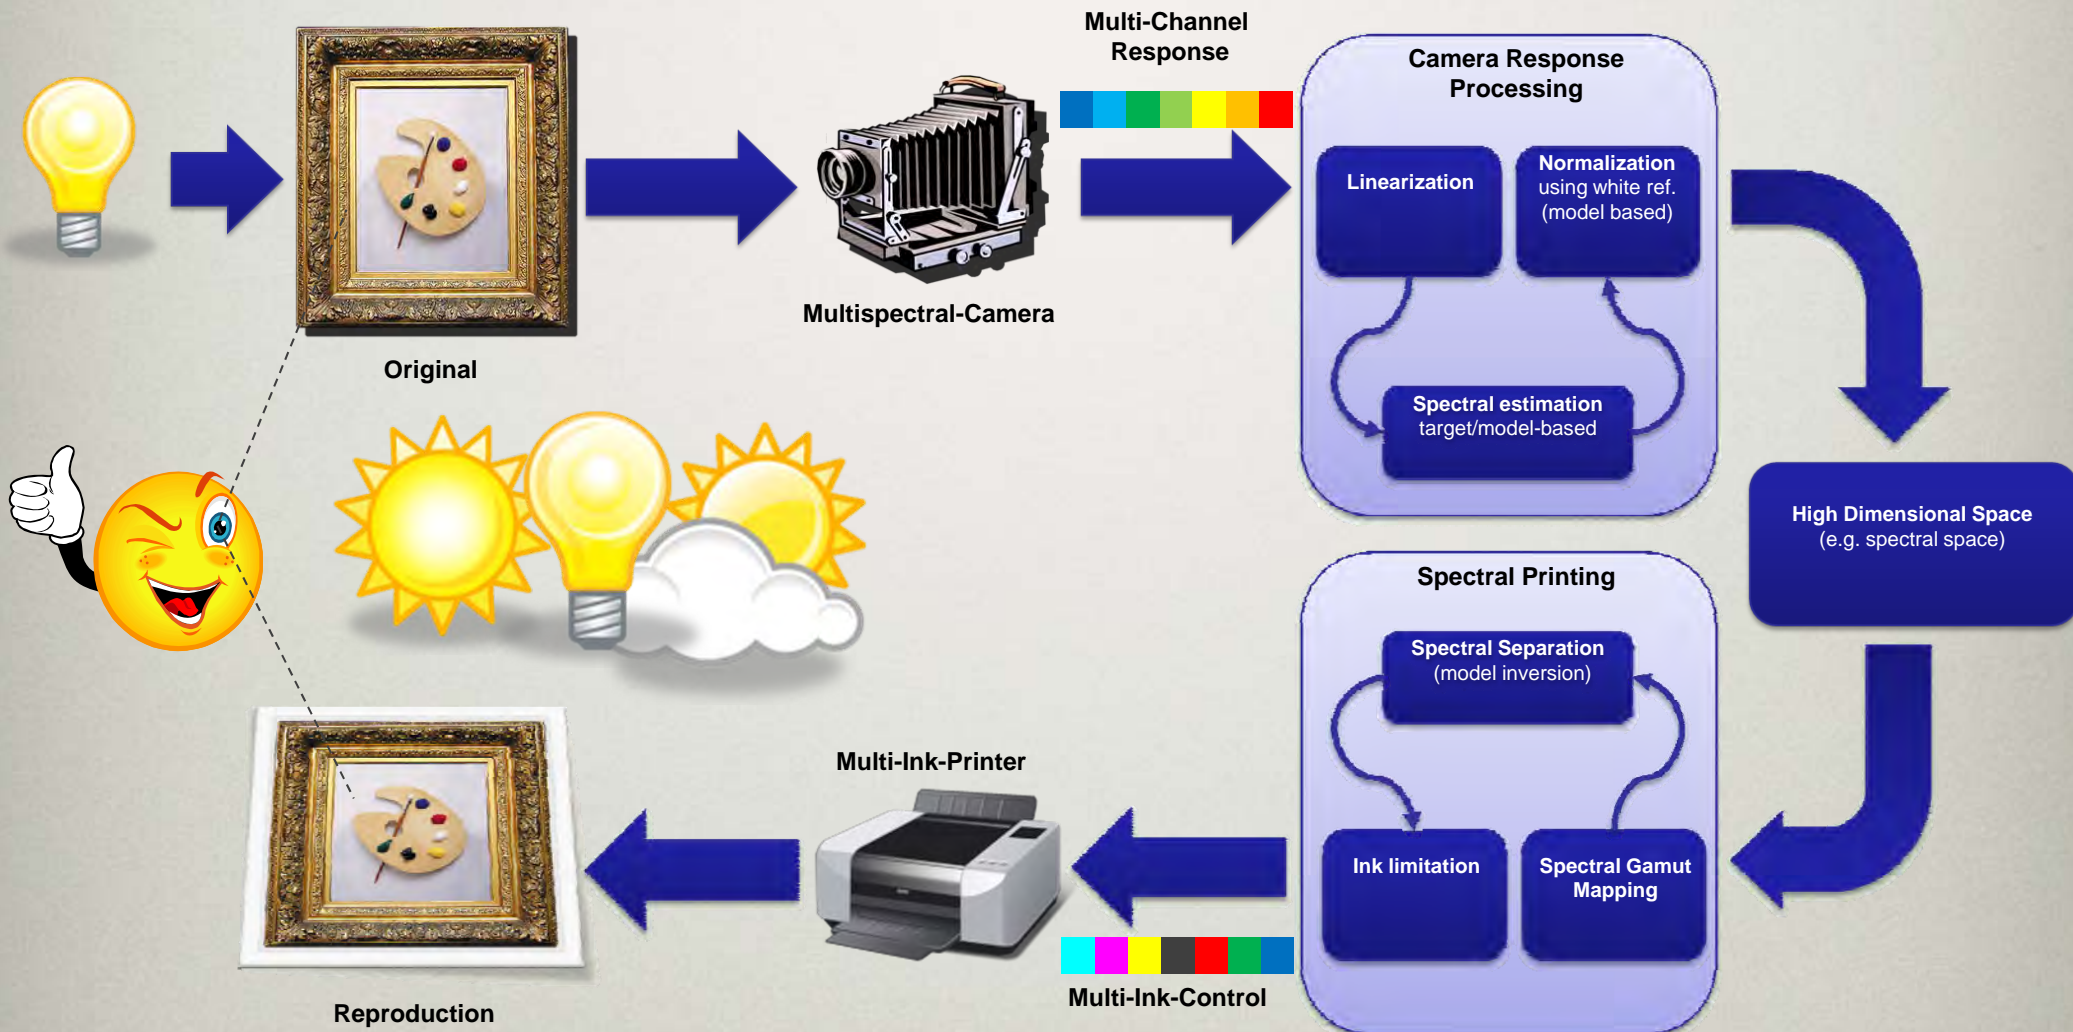 Multi-Channel
Response
Camera Response
Processing
Linearization
Normalization
using white ref.
(model based)
Spectral estimation
target/model-based
Multispectral-Camera
Original
High Dimensional Space
(e.g. spectral space)
Spectral Printing
Spectral Separation
(model inversion)
Ink limitation
Spectral Gamut
Mapping
Multi-Ink-Printer
Multi-Ink-Control
Reproduction